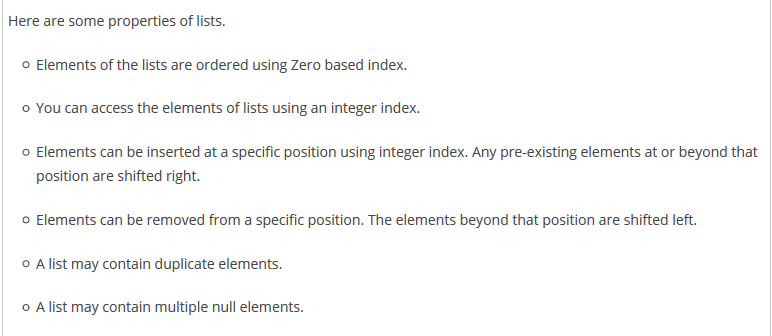 Here are some properties of lists.
Elements of the lists are ordered using Zero based index.
You can access the elements of lists using an integer index.
Elements can be inserted at a specific position using integer index. Any pre-existing elements at or beyond that
position are shifted right.
Elements can be removed from a specific position. The elements beyond that position are shifted left.
A list may contain duplicate elements.
A list may contain multiple null elements.